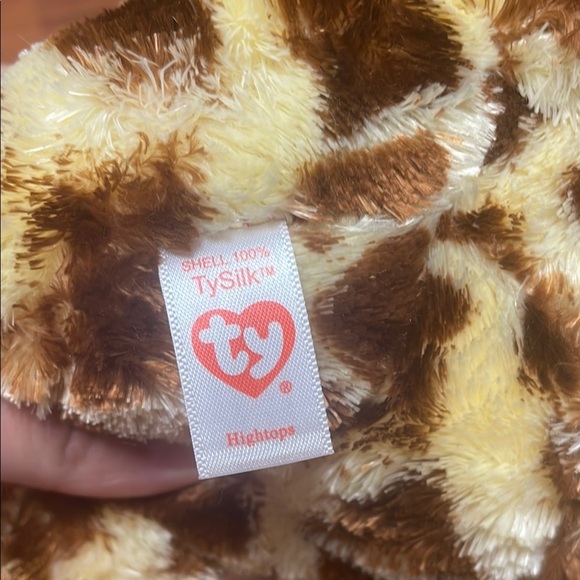 SHELL 100%
TySilk™
ty
®
Hightops